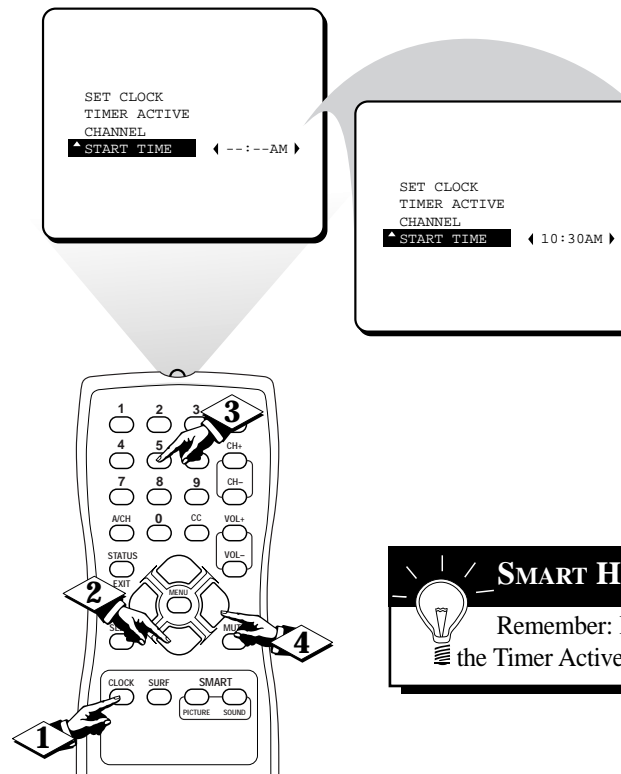 SET CLOCK
TIMER ACTIVE
CHANNEL
START TIME --:--AM
SET CLOCK
TIMER ACTIVE
CHANNEL
START TIME 10:30AM
1 2 3
3
4 5 CH+
7 8 9 CH–
A/CH 0 CC VOL+
STATUS VOL–
EXIT
MENU
2
4
CLOCK SURF SMART
PICTURE SOUND
1
SMART
Remember:
the Timer Active